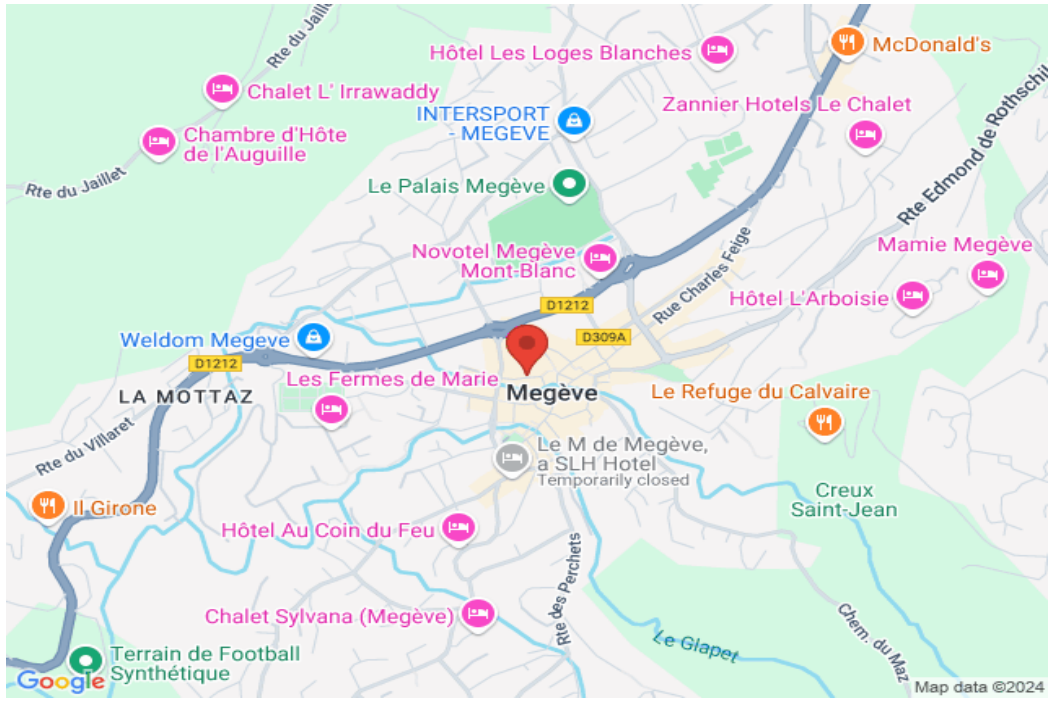 Rte du Jaillet
Hôtel Les Loges Blanches
McDonald's
Chalet L' Irrawaddy
INTERSPORT
- MEGEVE
Zannier Hotels Le Chalet
Chambre d'Hôte
de l'Auguille
Rte du Jaillet
Le Palais Megève
Rte Edmond de Rothschil
Novotel Megève
Mont-Blanc
Rue Charles Feige
Mamie Megève
Hôtel L'Arboisie
D1212
D309A
Weldom Megeve
D1212
Les Fermes de Marie
LA MOTTAZ
Megève
Le Refuge du Calvaire
Rte du Villaret
Le M de Megève,
a SLH Hotel
Temporarily closed
Il Girone
Creux
Saint-Jean
Hôtel Au Coin du Feu
Rte des Perchets
Chalet Sylvana (Megève)
Le Glapet
Chem. du Maz
Terrain de Football
Synthétique
Google
Map data ©2024